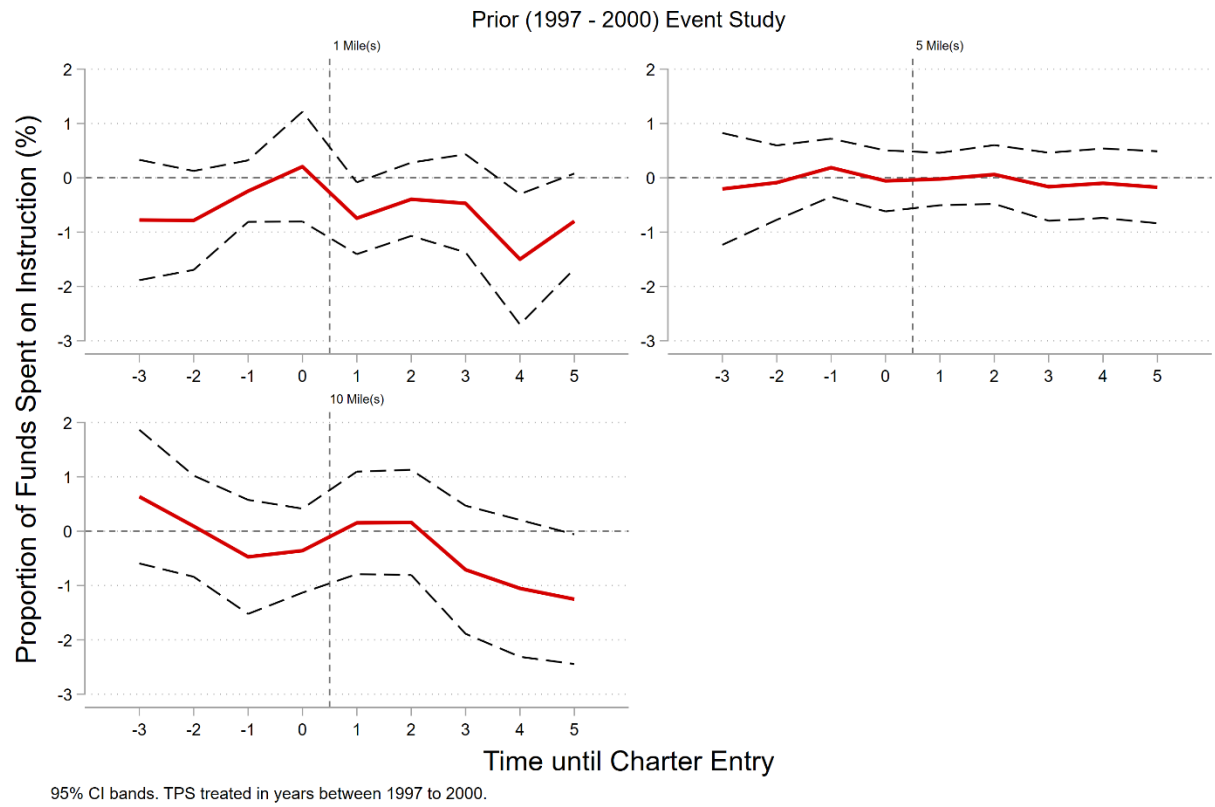 Prior (1997 - 2000) Event Study
Proportion of Funds Spent on Instruction (%)
1 Mile(s)
2
1
0
-1
-2
-3
-3 -2 -1 0 1 2 3 4 5
5 Mile(s)
2
1
0
-1
-2
-3
-3 -2 -1 0 1 2 3 4 5
10 Mile(s)
2
1
0
-1
-2
-3
-3 -2 -1 0 1 2 3 4 5
Time until Charter Entry
95% CI bands. TPS treated in years between 1997 to 2000.